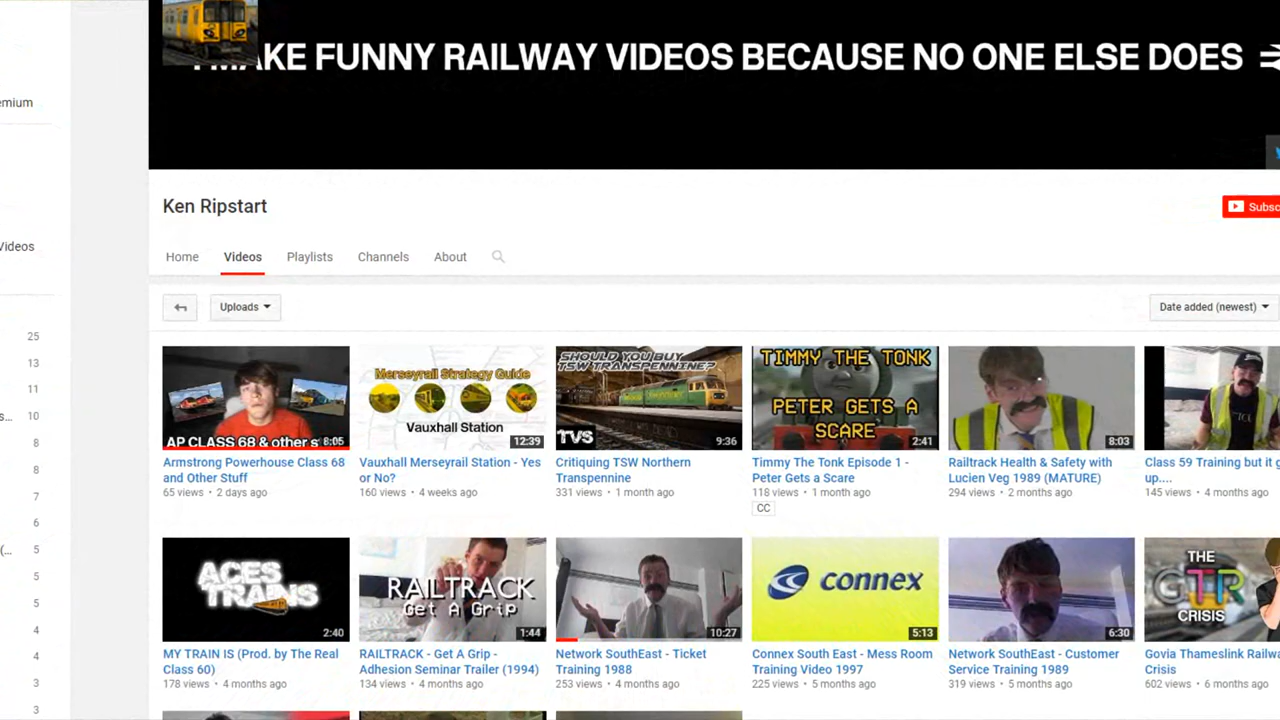 MAKE FUNNY RAILWAY VIDEOS BECAUSE NO ONE ELSE DOES
emium
Ken Ripstart
Subsc
Home Videos Playlists Channels About
Videos
Uploads
Date added (newest)
25
13
11
10
8
8
7
6
5
5
5
4
4
3
3
AP CLASS 68 & other s 8:05
Armstrong Powerhouse Class 68
and Other Stuff
65 views • 2 days ago
Merseyrail Strategy Guide
Vauxhall Station
12:39
Vauxhall Merseyrail Station - Yes
or No?
160 views • 4 weeks ago
SHOULD YOU BUY
TSW TRANSPENNINE?
TVS
9:36
Critiquing TSW Northern
Transpennine
331 views • 1 month ago
TIMMY THE TONK
PETER GETS A
SCARE
2:41
Timmy The Tonk Episode 1 -
Peter Gets a Scare
118 views • 1 month ago
CC
8:03
Railtrack Health & Safety with
Lucien Veg 1989 (MATURE)
294 views • 2 months ago
Class 59 Training but it g
up....
145 views • 4 months
ACES
TRAINS
2:40
MY TRAIN IS (Prod. by The Real
Class 60)
178 views • 4 months ago
RAILTRACK
Get A Grip
1:44
RAILTRACK - Get A Grip -
Adhesion Seminar Trailer (1994)
134 views • 4 months ago
10:27
Network SouthEast - Ticket
Training 1988
253 views • 4 months ago
connex
5:13
Connex South East - Mess Room
Training Video 1997
225 views • 5 months ago
6:30
Network SouthEast - Customer
Service Training 1989
319 views • 5 months ago
THE
GTR
CRISIS
Govia Thameslink Railwa
Crisis
602 views • 6 months